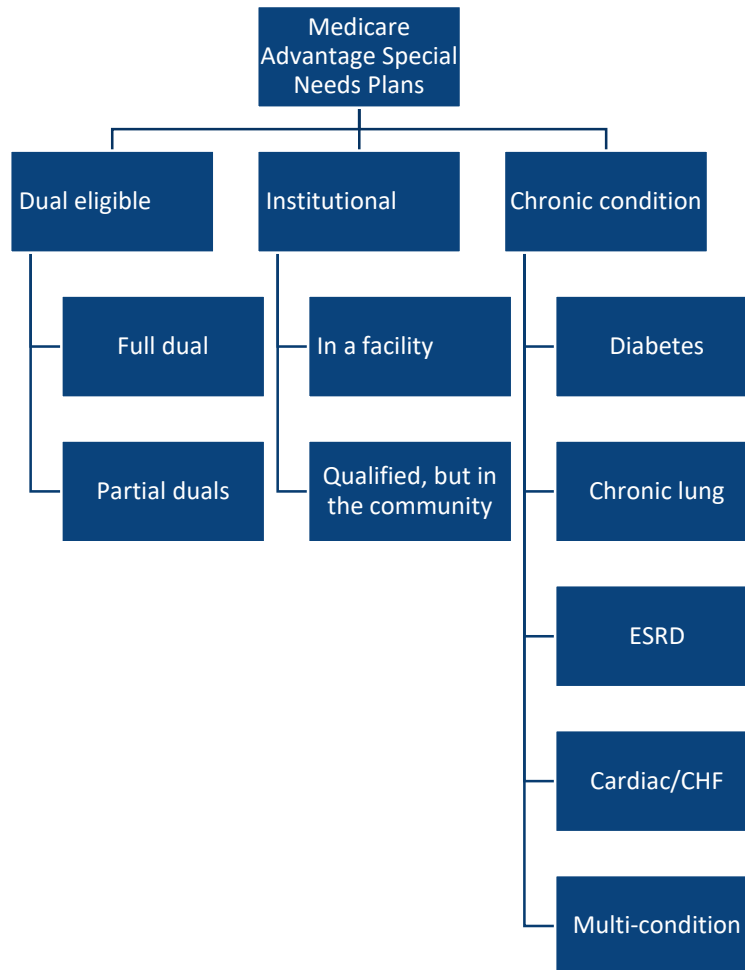 Medicare
Advantage Special
Needs Plans
Dual eligible
Institutional
Chronic condition
Full dual
In a facility
Diabetes
Partial duals
Qualified, but in
the community
Chronic lung
ESRD
Cardiac/CHF
Multi-condition